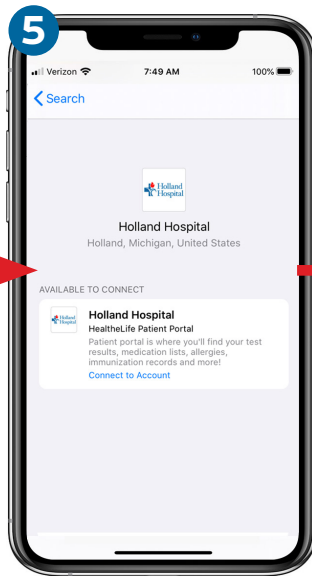 5
Verizon 7:49 AM 100%
Search
Holland
Hospital
Holland Hospital
Holland, Michigan, United States
AVAILABLE TO CONNECT
Holland
Hospital
Holland Hospital
HealtheLife Patient Portal
Patient portal is where you'll find your test
results, medication lists, allergies,
immunization records and more!
Connect to Account